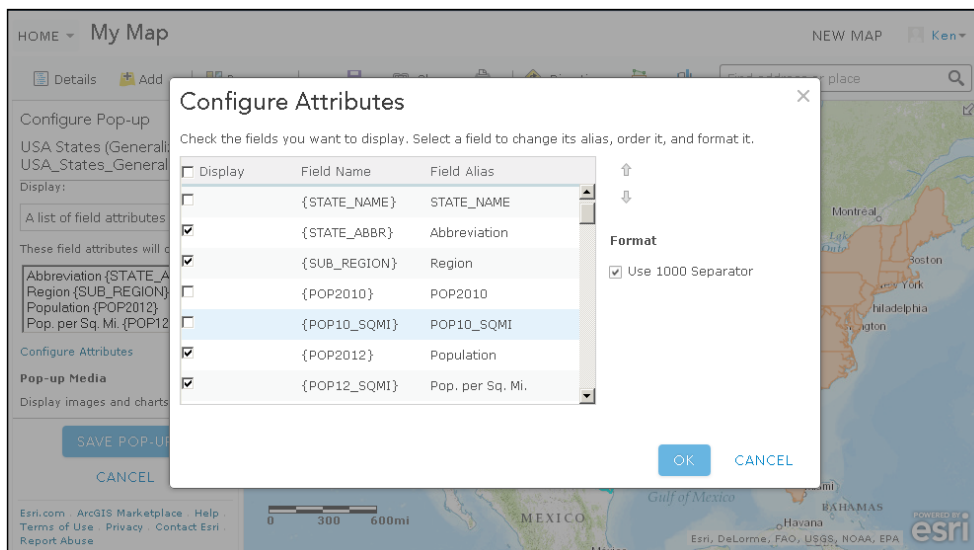 HOME My Map NEW MAP Ken
Details Add Find address or place
Configure Attributes
Check the fields you want to display. Select a field to change its alias, order it, and format it.
Display Field Name Field Alias
{STATE_NAME} STATE_NAME
{STATE_ABBR} Abbreviation
{SUB_REGION} Region
{POP2010} POP2010
{POP10_SQMI} POP10_SQMI
{POP2012} Population
{POP12_SQMI} Pop. per Sq. Mi.
Format
Use 1000 Separator
OK CANCEL
Configure Pop-up
USA States (Generali
USA_States_General
Display:
A list of field attributes
These field attributes will
Abbreviation {STATE_A
Region {SUB_REGION}
Population {POP2012}
Pop. per Sq. Mi. {POP12
Configure Attributes
Pop-up Media
Display images and charts
SAVE POP-UP
CANCEL
Esri.com . ArcGIS Marketplace . Help .
Terms of Use . Privacy . Contact Esri .
Report Abuse
Montreal
Boston
York
hiladelphia
ngton
mi
0 300 600mi
Gulf of Mexico
MEXICO
BAHAMAS
Havana
Esri, DeLorme, FAO, USGS, NOAA, EPA
POWERED BY
esri